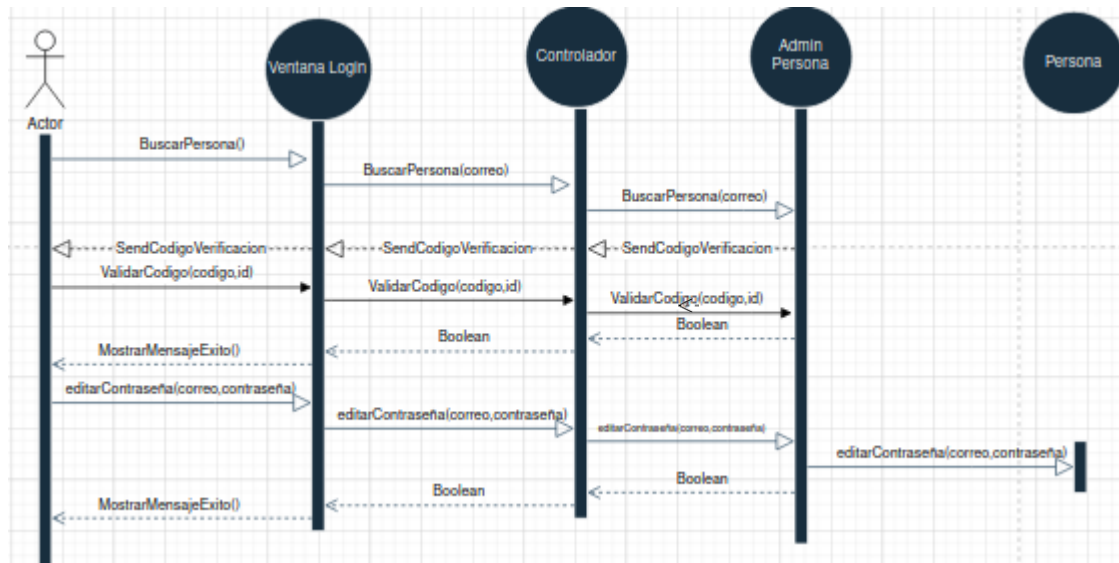 Ventana Login
Controlador
Admin
Persona
Persona
Actor
BuscarPersona()
BuscarPersona(correo)
BuscarPersona(correo)
SendCodigoVerificacion
SendCodigoVerificacion
SendCodigoVerificacion
ValidarCodigo(codigo,id)
ValidarCodigo(codigo,id)
ValidarCodigo(codigo,id)
Boolean
Boolean
MostrarMensajeExito()
editarContraseña(correo,contraseña)
editarContraseña(correo,contraseña)
editarContraseña(correo,contraseña)
editarContraseña(correo,contraseña)
Boolean
Boolean
MostrarMensajeExito()